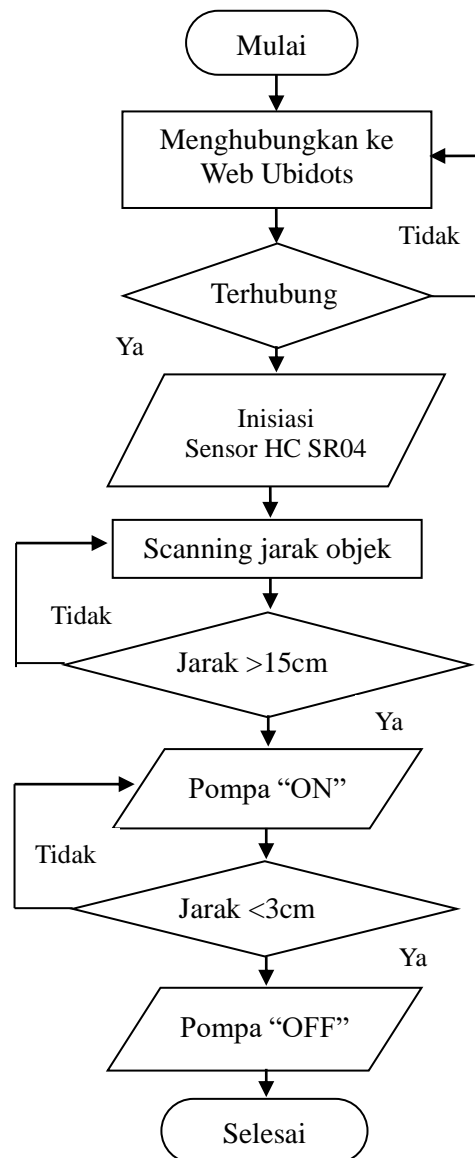 Mulai
Menghubungkan ke
Web Ubidots
Tidak
Terhubung
Ya
Inisiasi
Sensor HC SR04
Scanning jarak objek
Tidak
Jarak >15cm
Ya
Pompa “ON”
Tidak
Jarak <3cm
Ya
Pompa “OFF”
Selesai